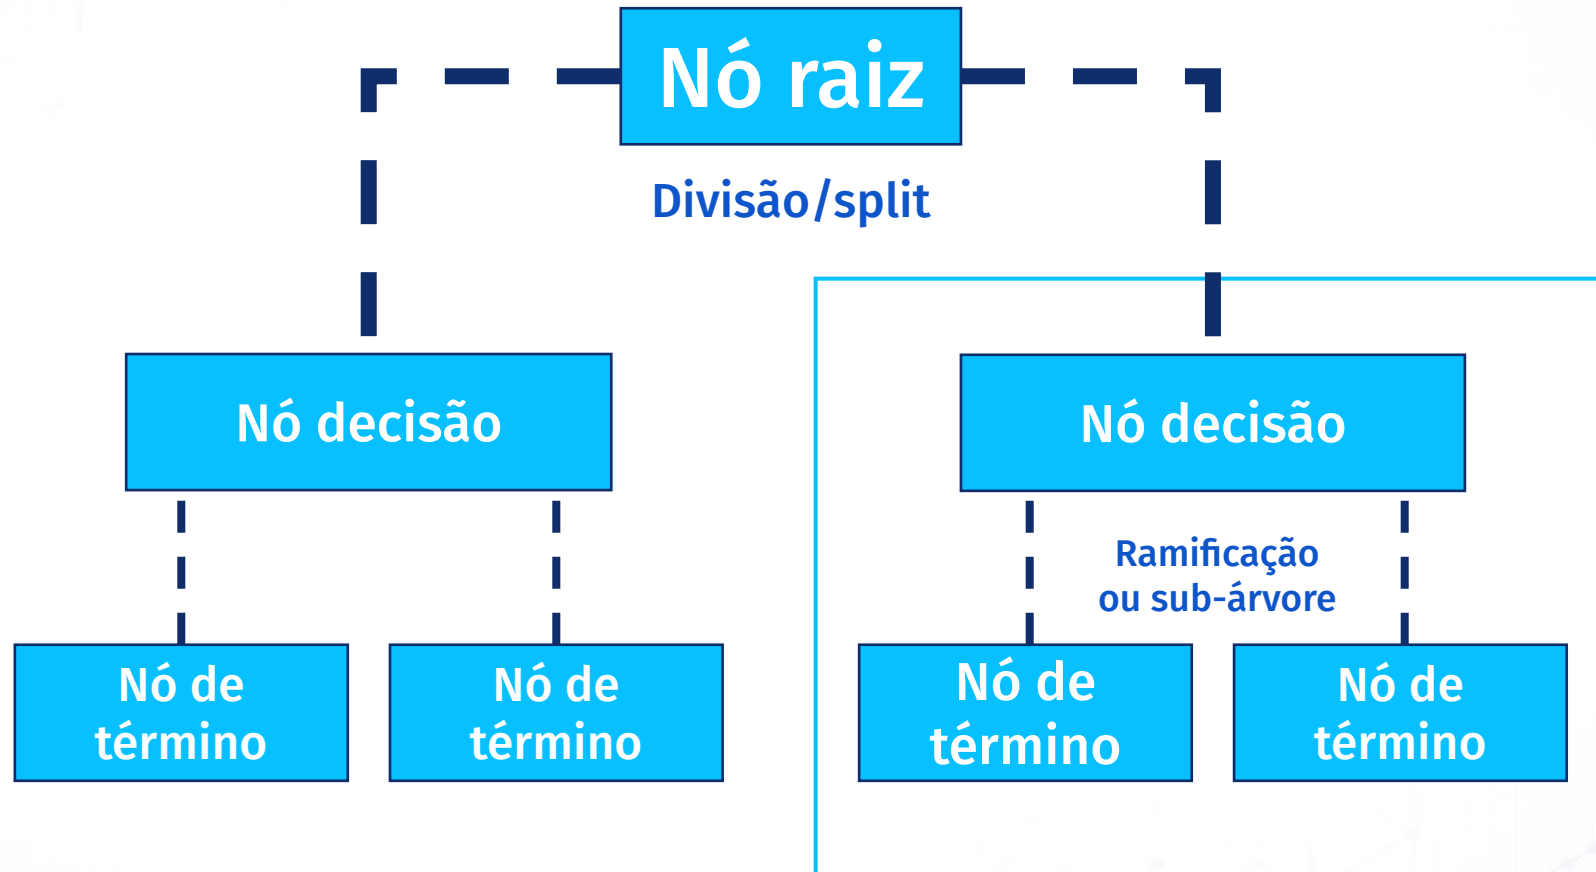 Nó raiz
Divisão/split
Nó decisão
Nó decisão
Ramificação
ou sub-árvore
Nó de
término
Nó de
término
Nó de
término
Nó de
término